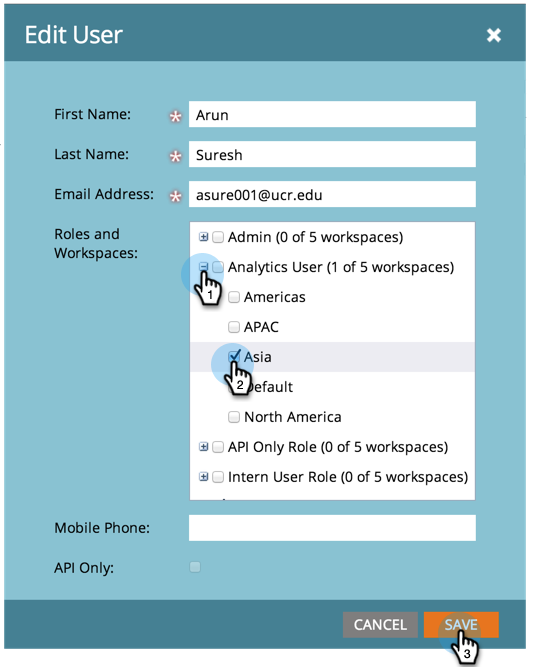 Edit User
First Name:
Arun
Last Name:
Suresh
Email Address:
asure001@ucr.edu
Roles and
Workspaces:
Admin (0 of 5 workspaces)
Analytics User (1 of 5 workspaces)
1
Americas
APAC
Asia
2
Default
North America
API Only Role (0 of 5 workspaces)
Intern User Role (0 of 5 workspaces)
Mobile Phone:
API Only:
CANCEL
SAVE
3